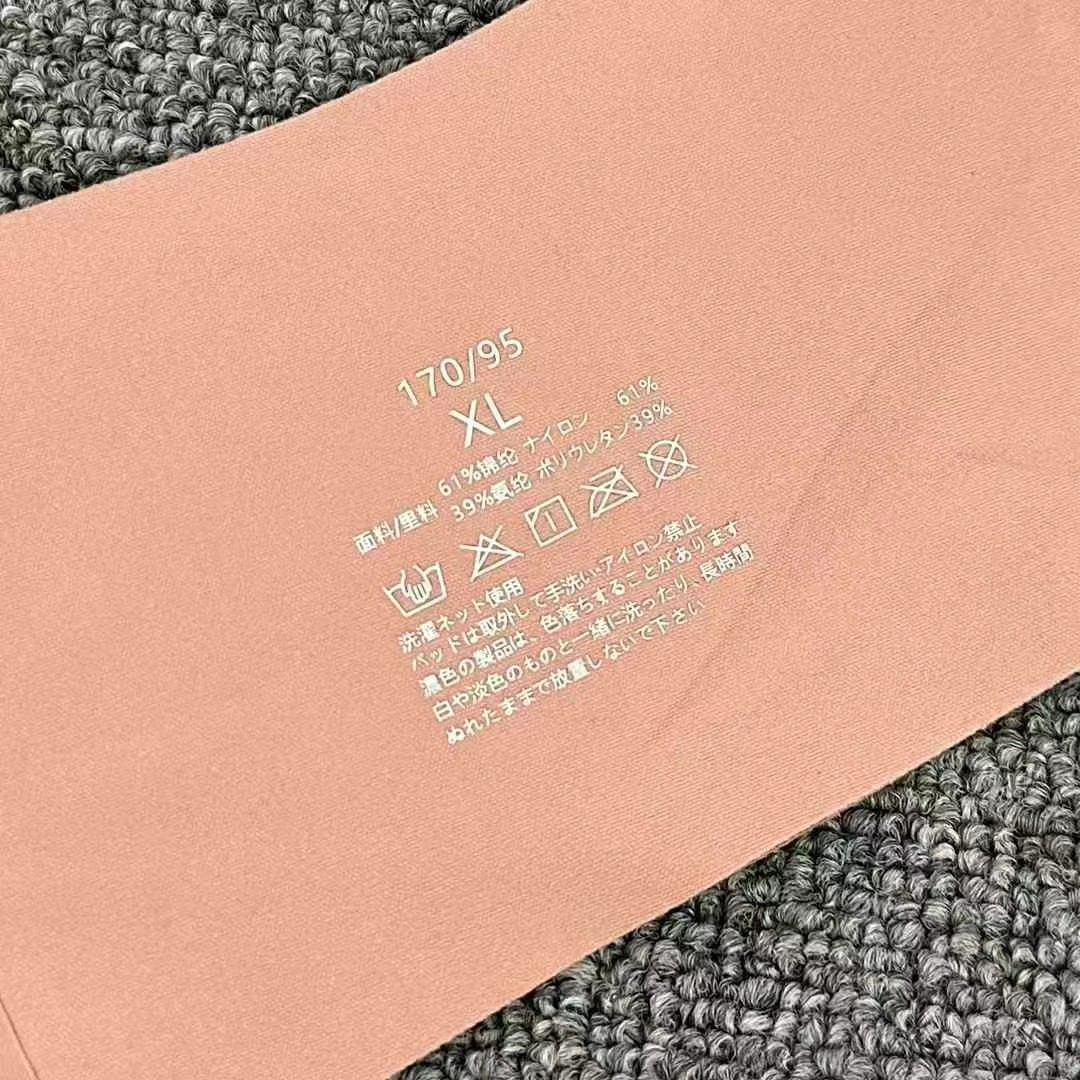 170/95
XL
面料/里料 61%锦纶 ナイロン 61%
39%氨纶 ポリウレタン39%
1
洗濯ネット使用
パッドは取外して手洗い・アイロン禁止
濃色の製品は、色落ちすることがあります
白や淡色のものと一緒に洗ったり、長時間
ぬれたままで放置しないで下さい